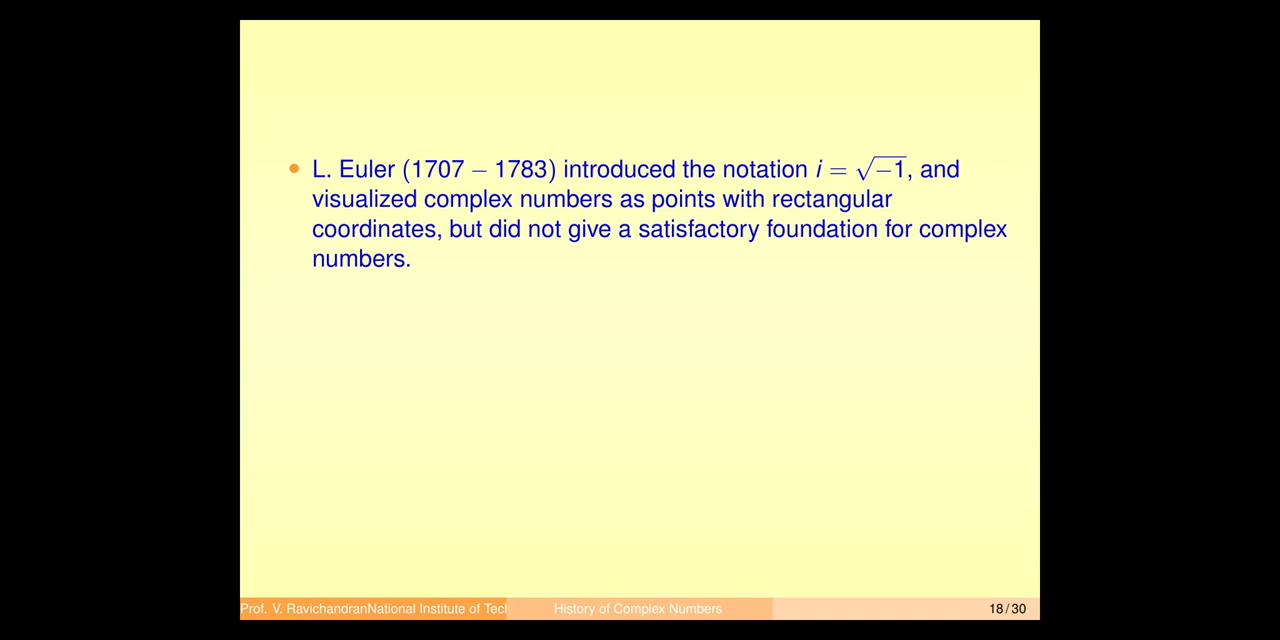 L. Euler (1707 – 1783) introduced the notation i = √−1, and
visualized complex numbers as points with rectangular
coordinates, but did not give a satisfactory foundation for complex
numbers.
Prof. V. RavichandranNational Institute of Tecl
History of Complex Numbers
18 / 30